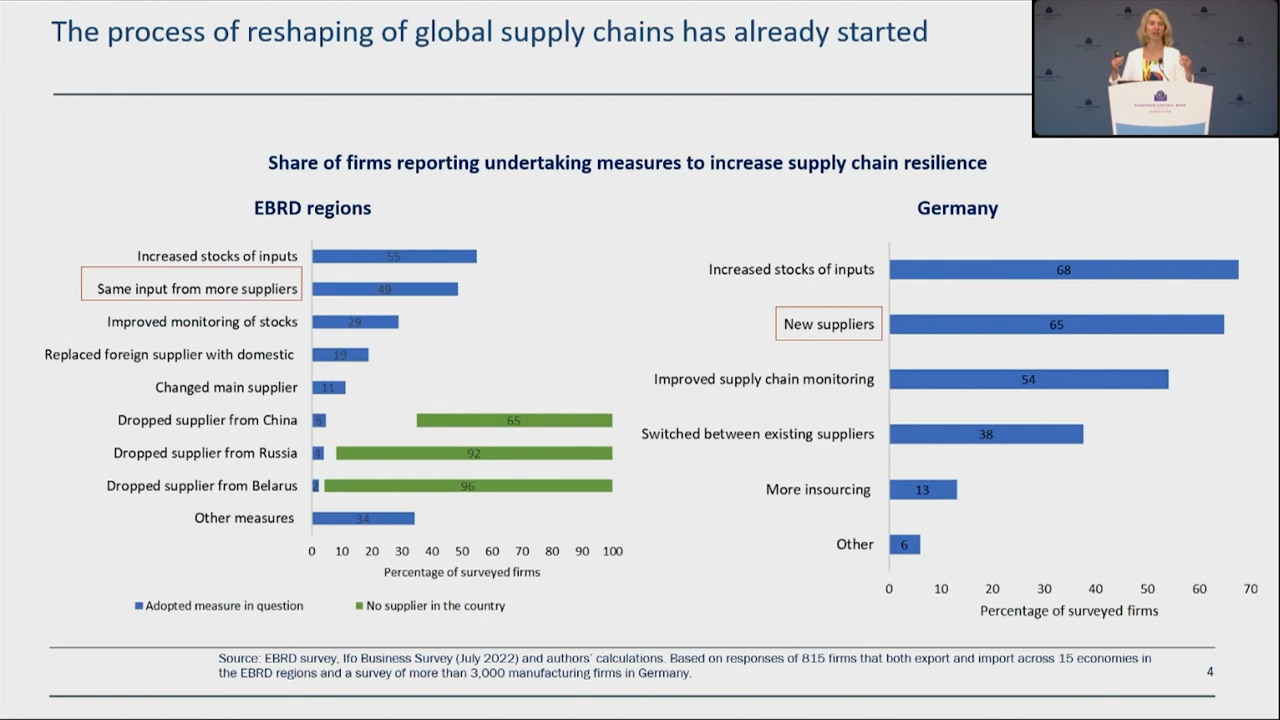 The process of reshaping of global supply chains has already started
EUROPEAN CENTRAL BANK
Share of firms reporting undertaking measures to increase supply chain resilience
EBRD regions
Increased stocks of inputs 55
Same input from more suppliers 49
Improved monitoring of stocks 29
Replaced foreign supplier with domestic 19
Changed main supplier 11
Dropped supplier from China 5 65
Dropped supplier from Russia 4 92
Dropped supplier from Belarus 2 96
Other measures 34
0 10 20 30 40 50 60 70 80 90 100
Percentage of surveyed firms
Adopted measure in question No supplier in the country
Germany
Increased stocks of inputs 68
New suppliers 65
Improved supply chain monitoring 54
Switched between existing suppliers 38
More insourcing 13
Other 6
0 10 20 30 40 50 60 70
Percentage of surveyed firms
Source: EBRD survey, Ifo Business Survey (July 2022) and authors' calculations. Based on responses of 815 firms that both export and import across 15 economies in
the EBRD regions and a survey of more than 3,000 manufacturing firms in Germany.
4